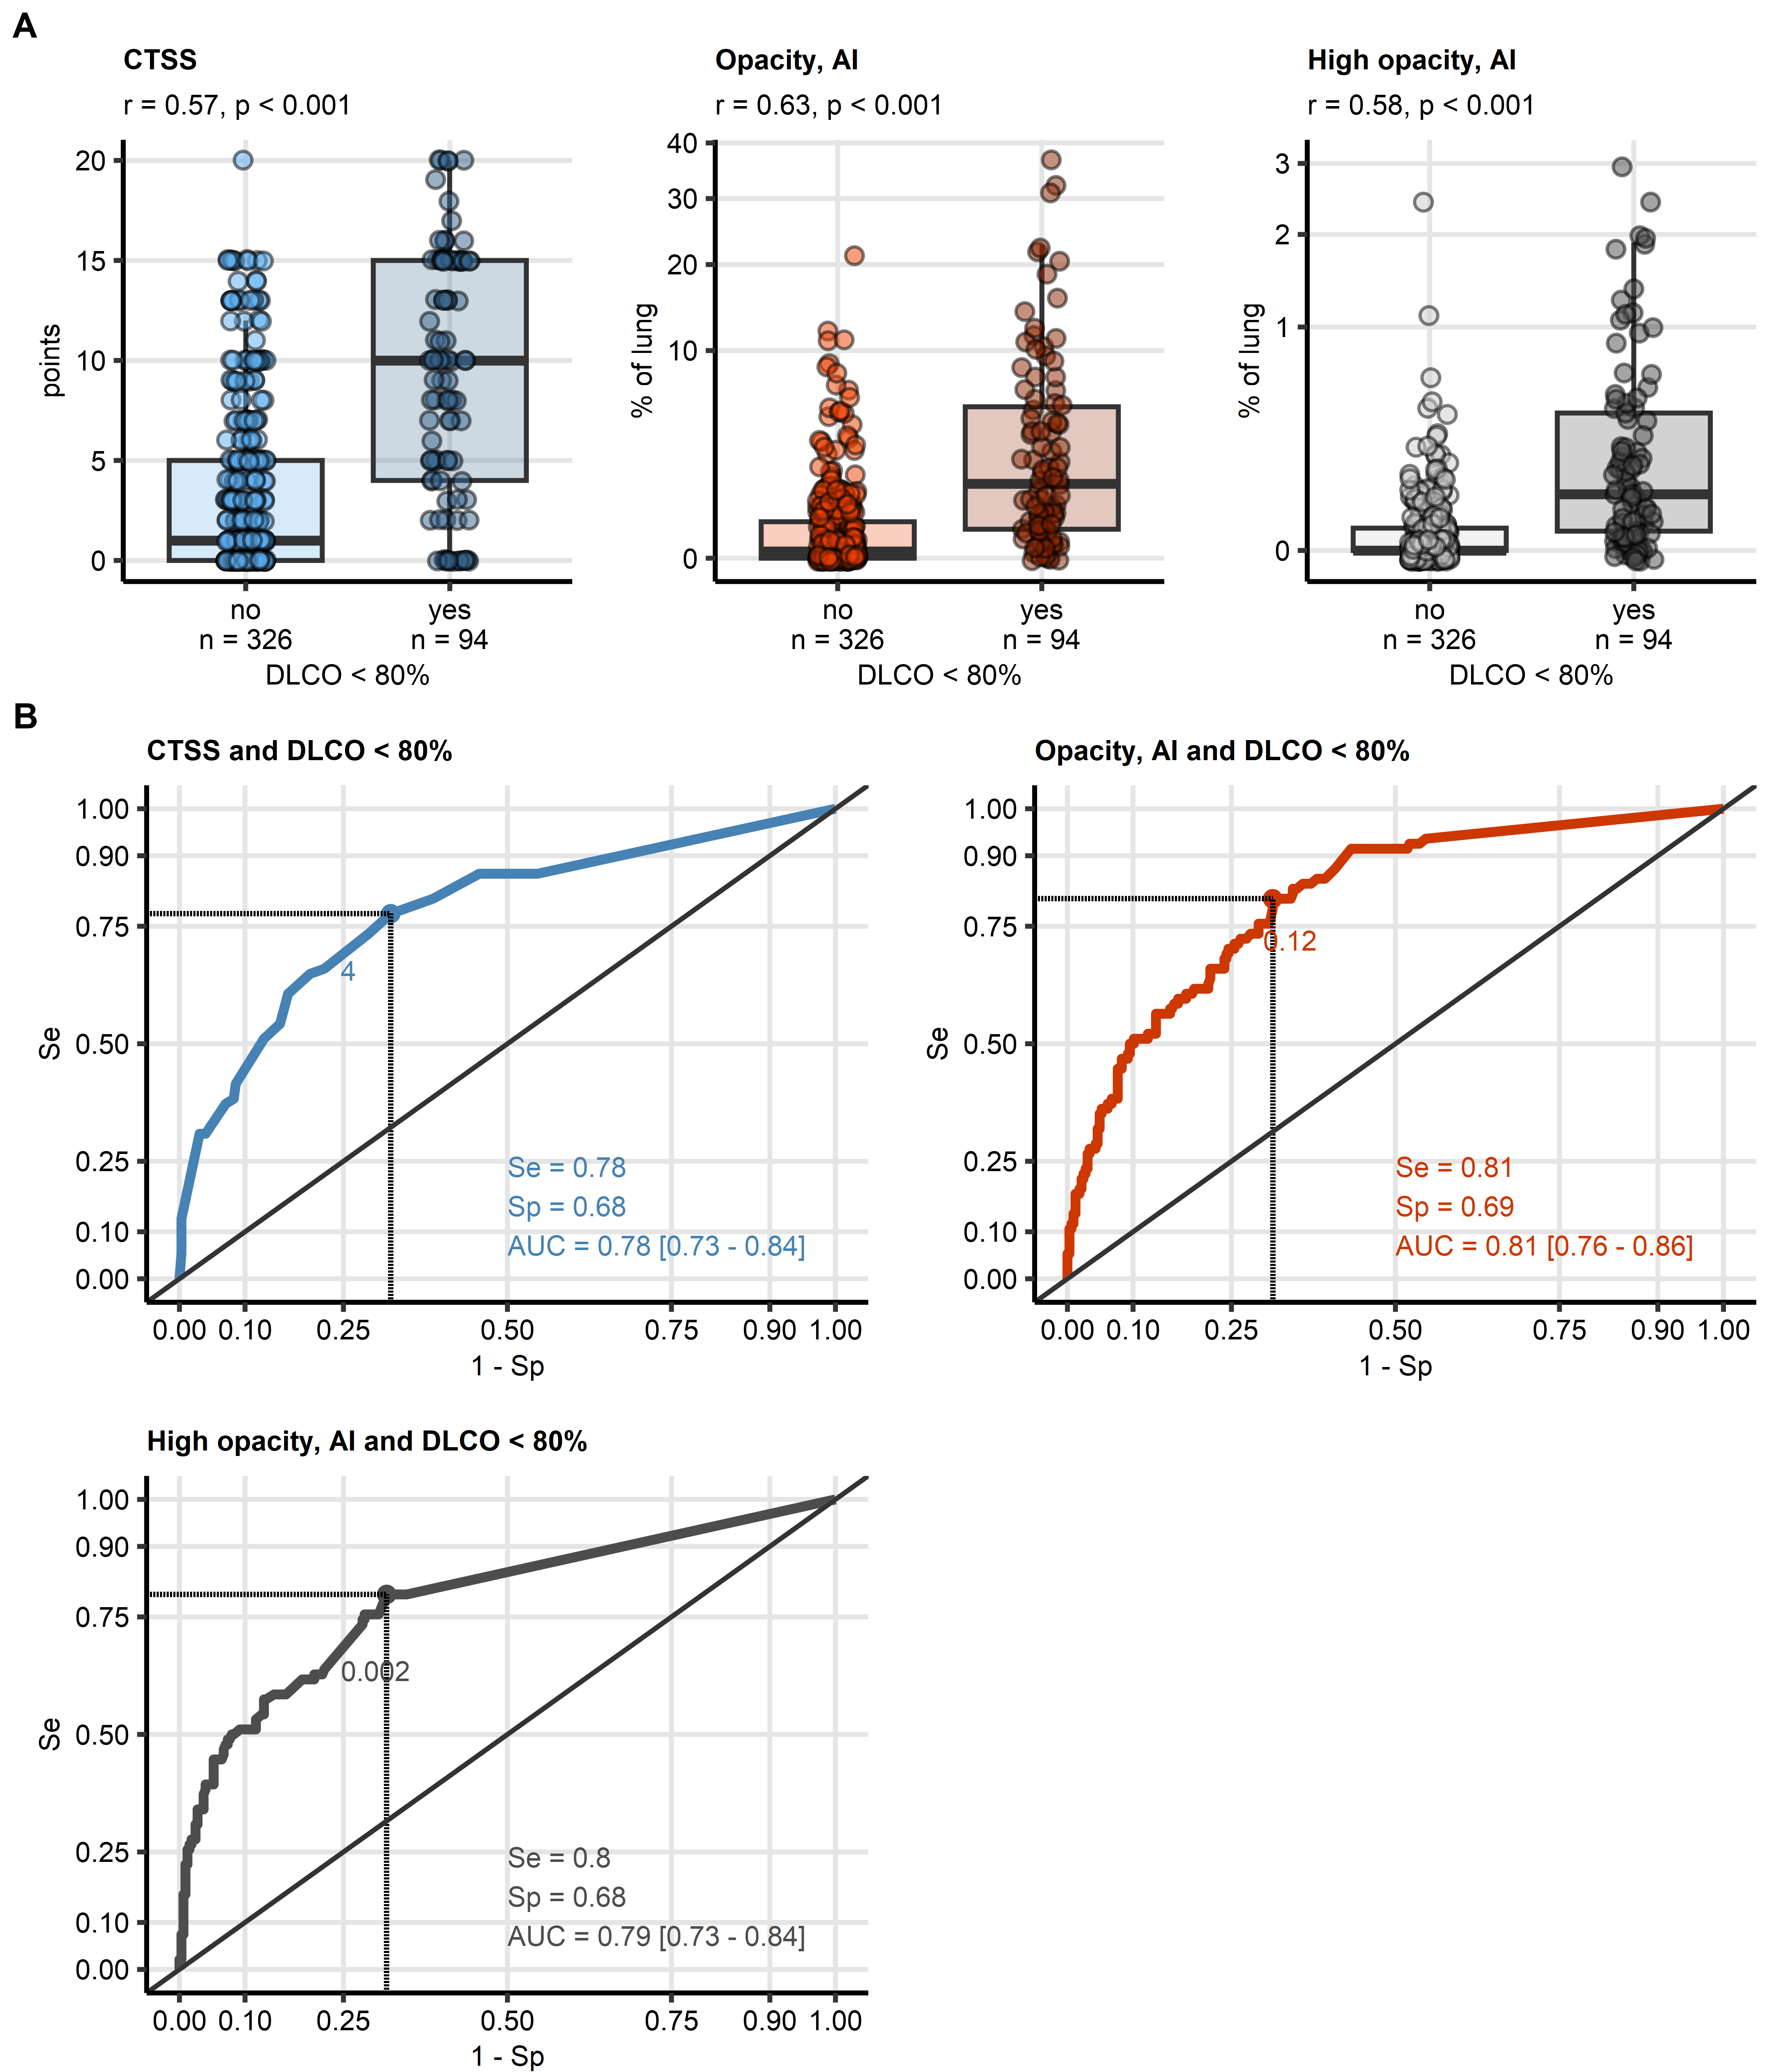 A
CTSS
r = 0.57, p < 0.001
20
15
10
5
0
points
no
n = 326
yes
n = 94
DLCO < 80%
Opacity, AI
r = 0.63, p < 0.001
40
30
20
10
0
% of lung
no
n = 326
yes
n = 94
DLCO < 80%
High opacity, AI
r = 0.58, p < 0.001
3
2
1
0
% of lung
no
n = 326
yes
n = 94
DLCO < 80%
B
CTSS and DLCO < 80%
1.00
0.90
0.75
0.50
0.25
0.10
0.00
Se
4
Se = 0.78
Sp = 0.68
AUC = 0.78 [0.73 - 0.84]
0.00 0.10 0.25 0.50 0.75 0.90 1.00
1 - Sp
Opacity, AI and DLCO < 80%
1.00
0.90
0.75
0.50
0.25
0.10
0.00
Se
0.12
Se = 0.81
Sp = 0.69
AUC = 0.81 [0.76 - 0.86]
0.00 0.10 0.25 0.50 0.75 0.90 1.00
1 - Sp
High opacity, AI and DLCO < 80%
1.00
0.90
0.75
0.50
0.25
0.10
0.00
Se
0.002
Se = 0.8
Sp = 0.68
AUC = 0.79 [0.73 - 0.84]
0.00 0.10 0.25 0.50 0.75 0.90 1.00
1 - Sp